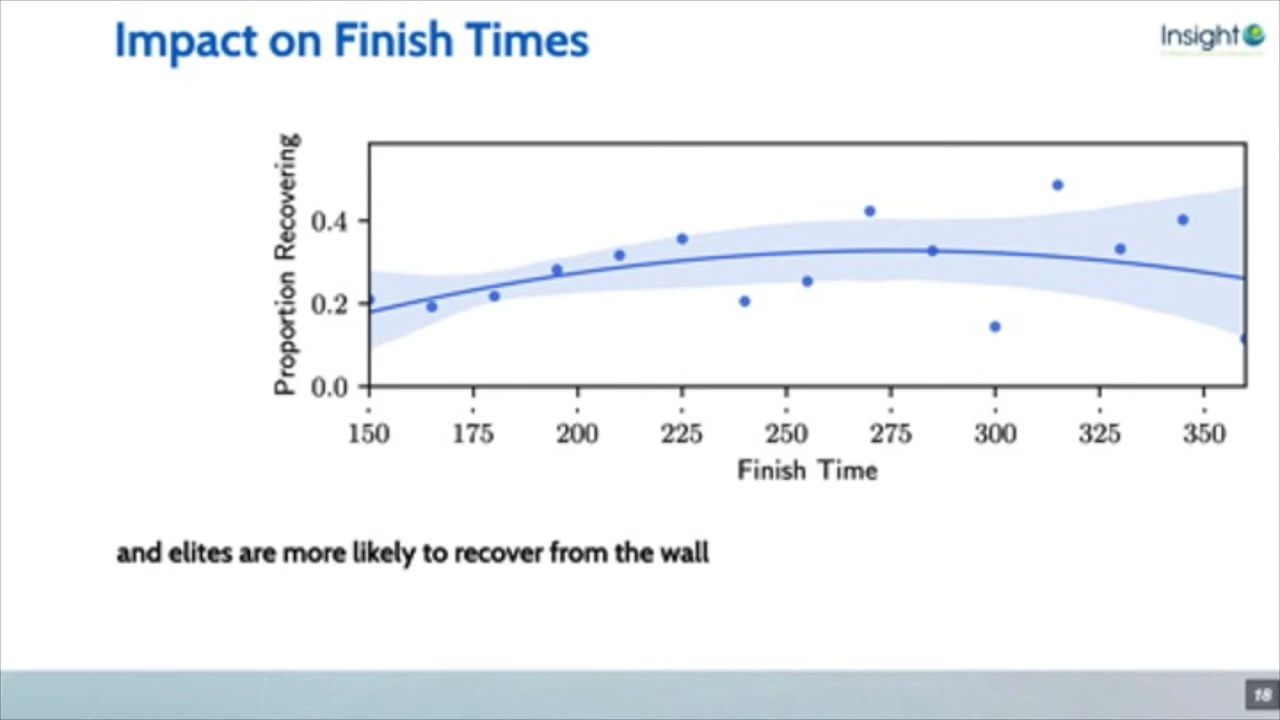 Impact on Finish Times
Insight
Proportion Recovering
0.4
0.2
0.0
150 175 200 225 250 275 300 325 350
Finish Time
and elites are more likely to recover from the wall
18